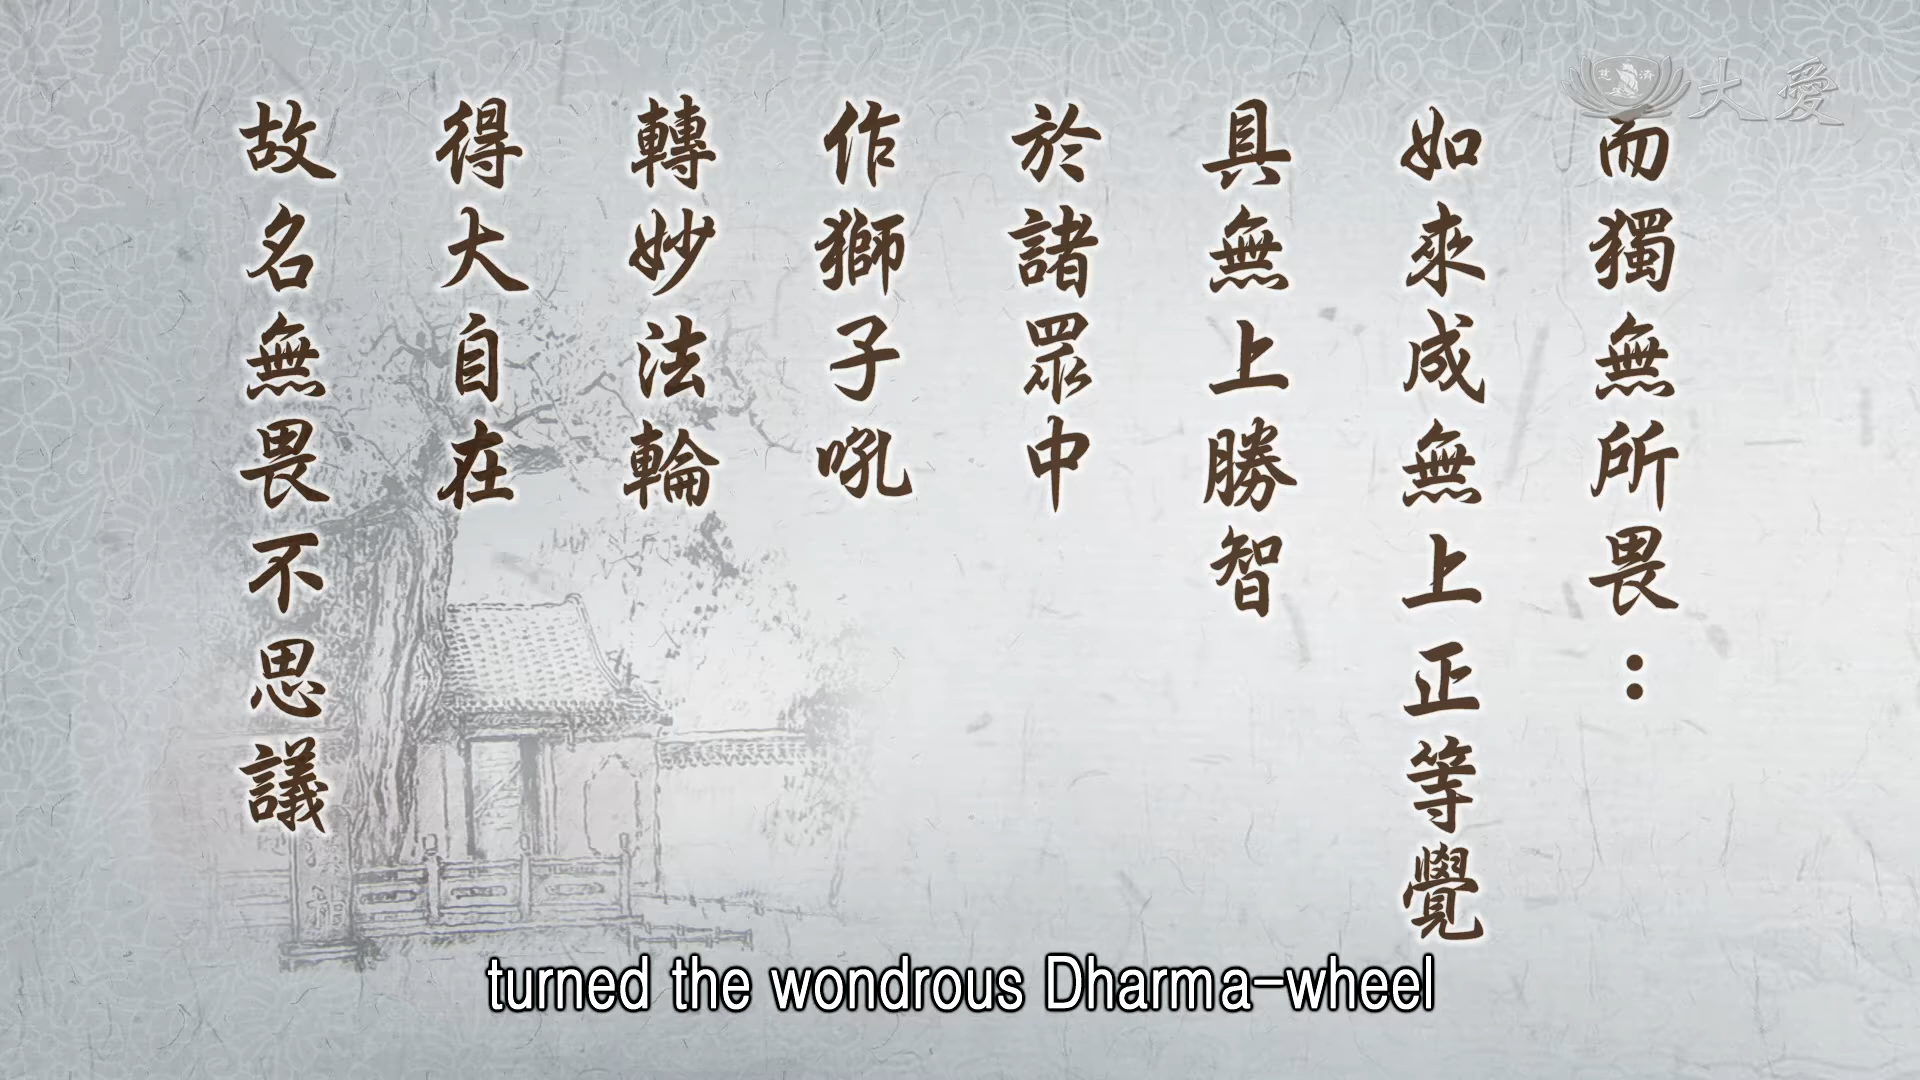 而獨無所畏：
如來成無上正等覺
具無上勝智
於諸眾中
作獅子吼
轉妙法輪
得大自在
故名無畏不思議
慈濟
大愛
turned the wondrous Dharma-wheel